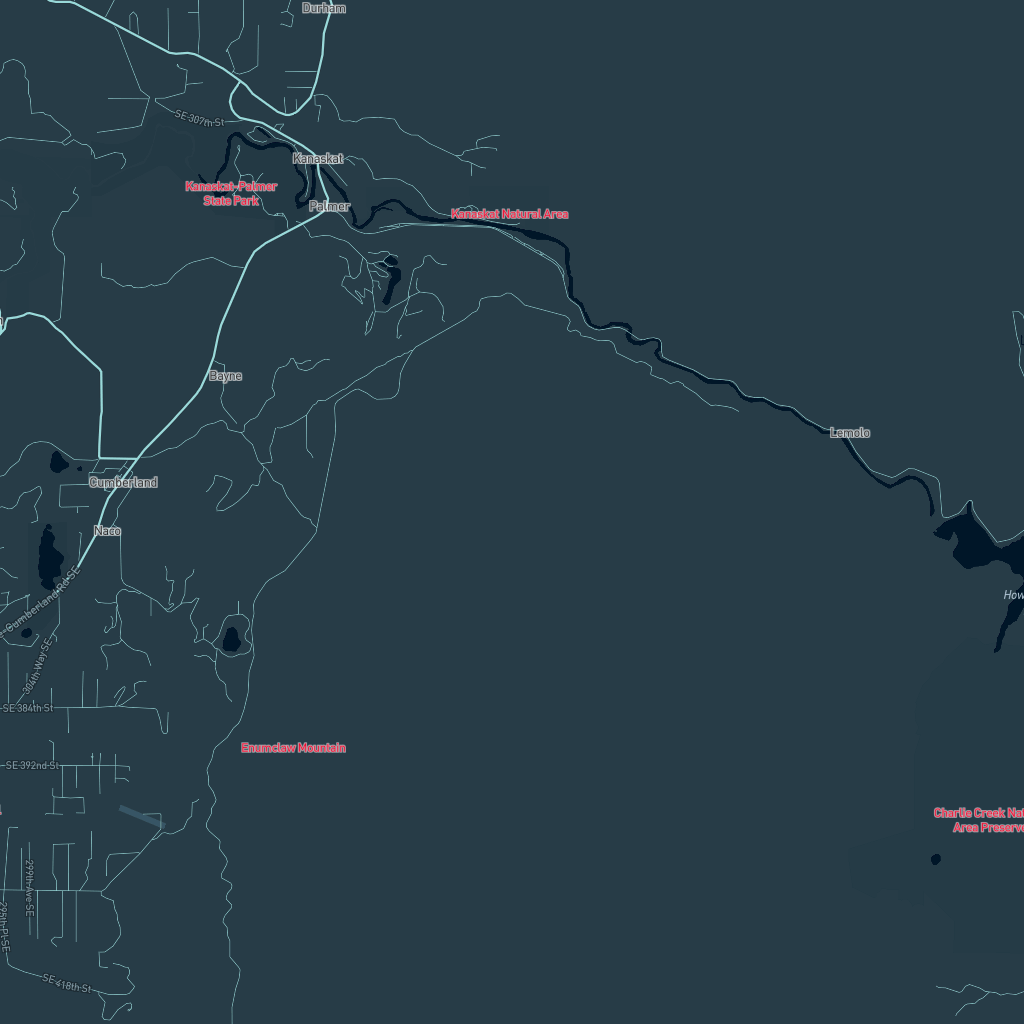 Durham
SE 307th St
Kanaskat
Kanaskat-Palmer
State Park
Palmer
Kanaskat Natural Area
Bayne
Lemolo
Cumberland
Naco
Cumberland Rd SE
How
304th Way SE
SE 384th St
Enumclaw Mountain
SE 392nd St
Charlie Creek Nat
Area Preserve
299th Ave SE
295th Pl SE
SE 418th St